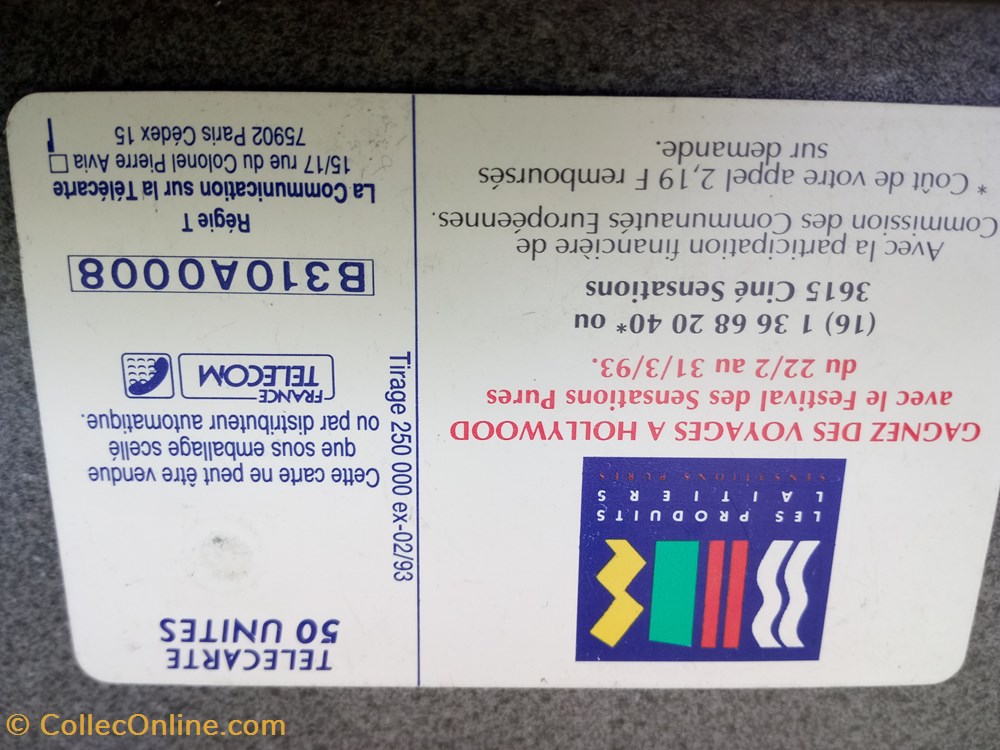 LES PRODUITS
LAITIERS
SENSATIONS PURES
GAGNEZ DES VOYAGES A HOLLYWOOD
avec le Festival des Sensations Pures
du 22/2 au 31/3/93.
(16) 1 36 68 20 40* ou
3615 Ciné Sensations
Avec la participation financière de
Commission des Communautés Européennes.
* Coût de votre appel 2,19 F remboursés
sur demande.
Tirage 250 000 ex-02/93
TELECARTE
50 UNITES
Cette carte ne peut être vendue
que sous emballage scellé
ou par distributeur automatique.
FRANCE
TELECOM
B310A0008
Régie T
La Communication sur la Télécarte
15/17 rue du Colonel Pierre Avia
75902 Paris Cédex 15
© CollecOnline.com